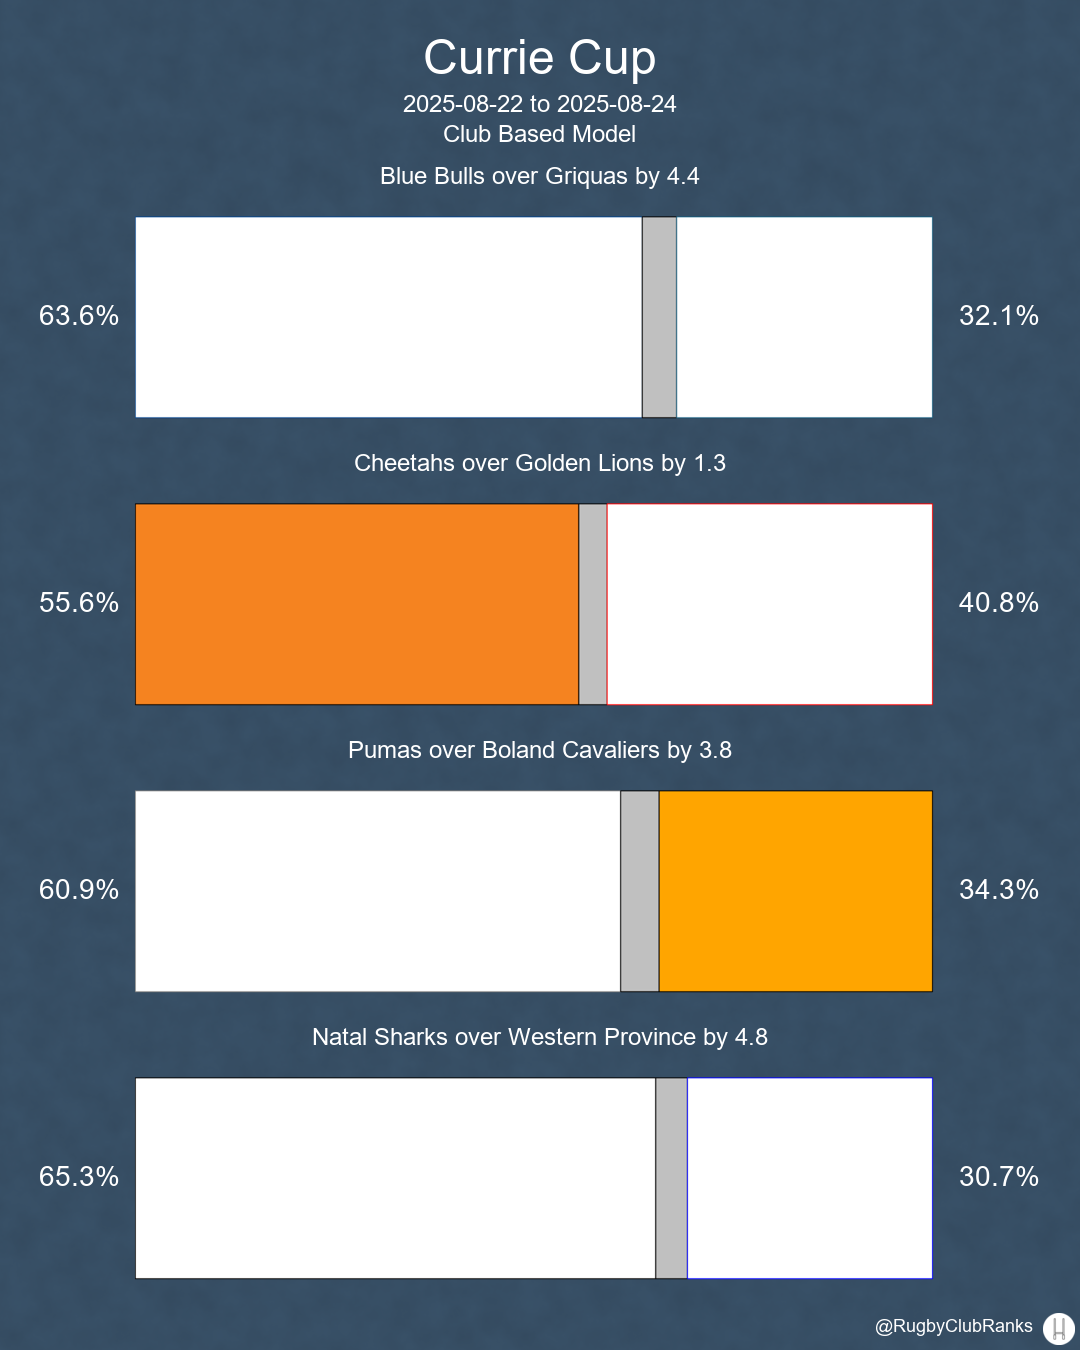 Currie Cup
2025-08-22 to 2025-08-24
Club Based Model
Blue Bulls over Griquas by 4.4
63.6%
32.1%
Cheetahs over Golden Lions by 1.3
55.6%
40.8%
Pumas over Boland Cavaliers by 3.8
60.9%
34.3%
Natal Sharks over Western Province by 4.8
65.3%
30.7%
@RugbyClubRanks